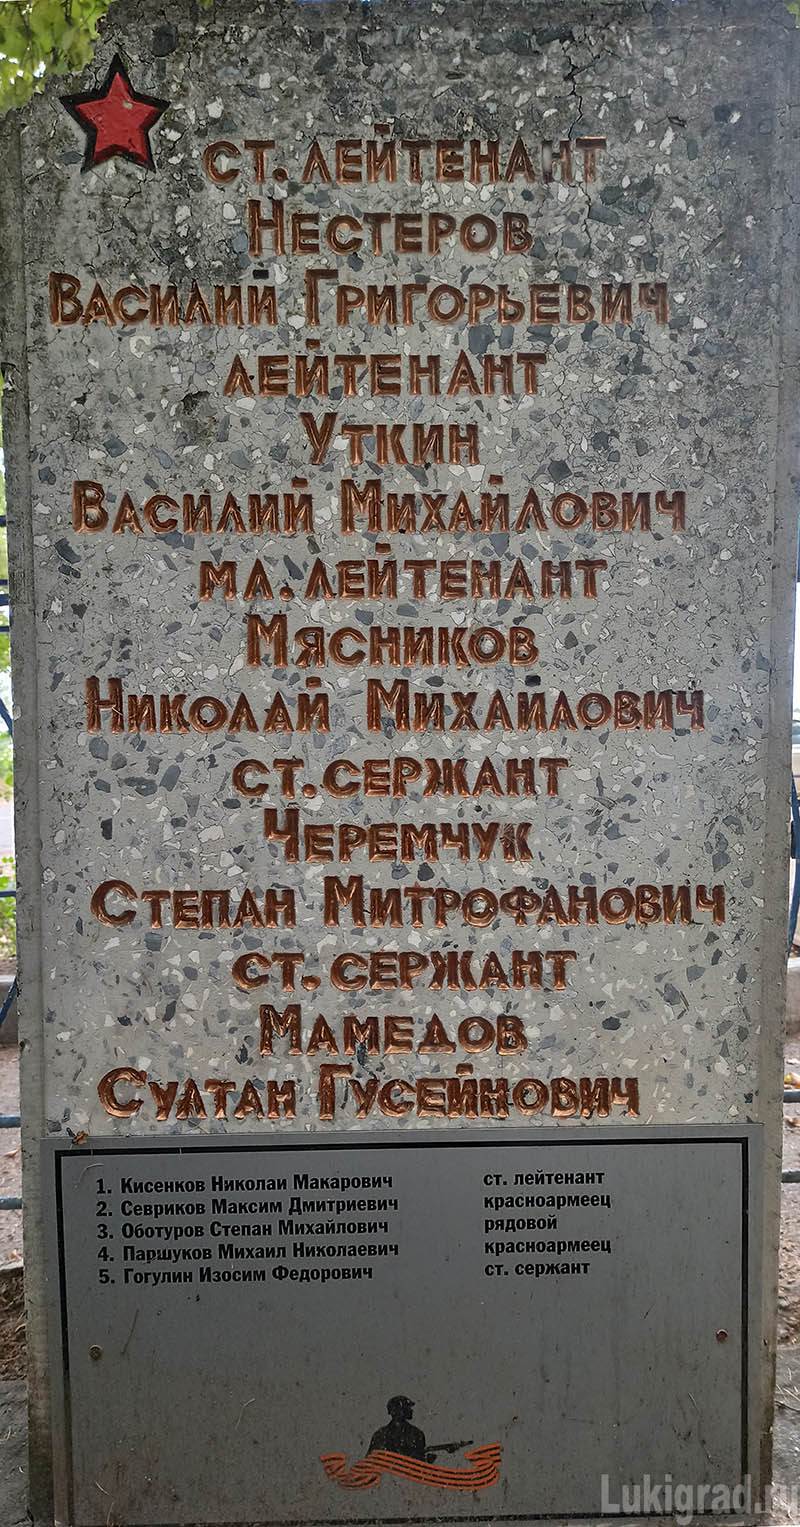 ст. лейтенант
Нестеров
Василий Григорьевич
лейтенант
Уткин
Василий Михайлович
мл. лейтенант
Мясников
Николай Михайлович
ст. сержант
Черемчук
Степан Митрофанович
ст. сержант
Мамедов
Султан Гусейнович
1. Кисенков Николаи Макарович ст. лейтенант
2. Севриков Максим Дмитриевич красноармеец
3. Оботуров Степан Михайлович рядовой
4. Паршуков Михаил Николаевич красноармеец
5. Гогулин Изосим Федорович ст. сержант
Lukigrad.ru